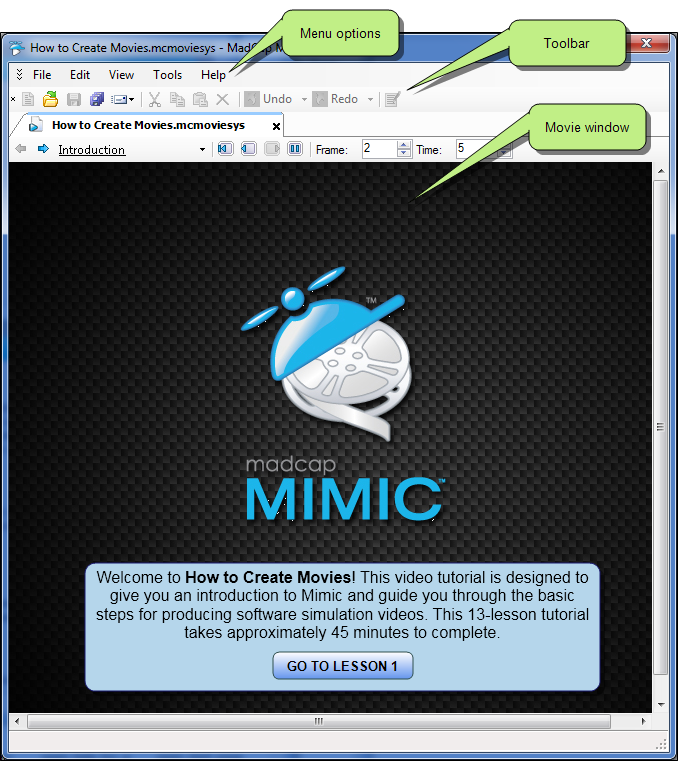 Menu options
Toolbar
How to Create Movies.mcmoviesys - MadCap M
File Edit View Tools Help
Undo Redo
How to Create Movies.mcmoviesys
Movie window
Introduction Frame: 2 Time: 5
TM
madcap
MIMIC™
Welcome to How to Create Movies! This video tutorial is designed to
give you an introduction to Mimic and guide you through the basic
steps for producing software simulation videos. This 13-lesson tutorial
takes approximately 45 minutes to complete.
GO TO LESSON 1